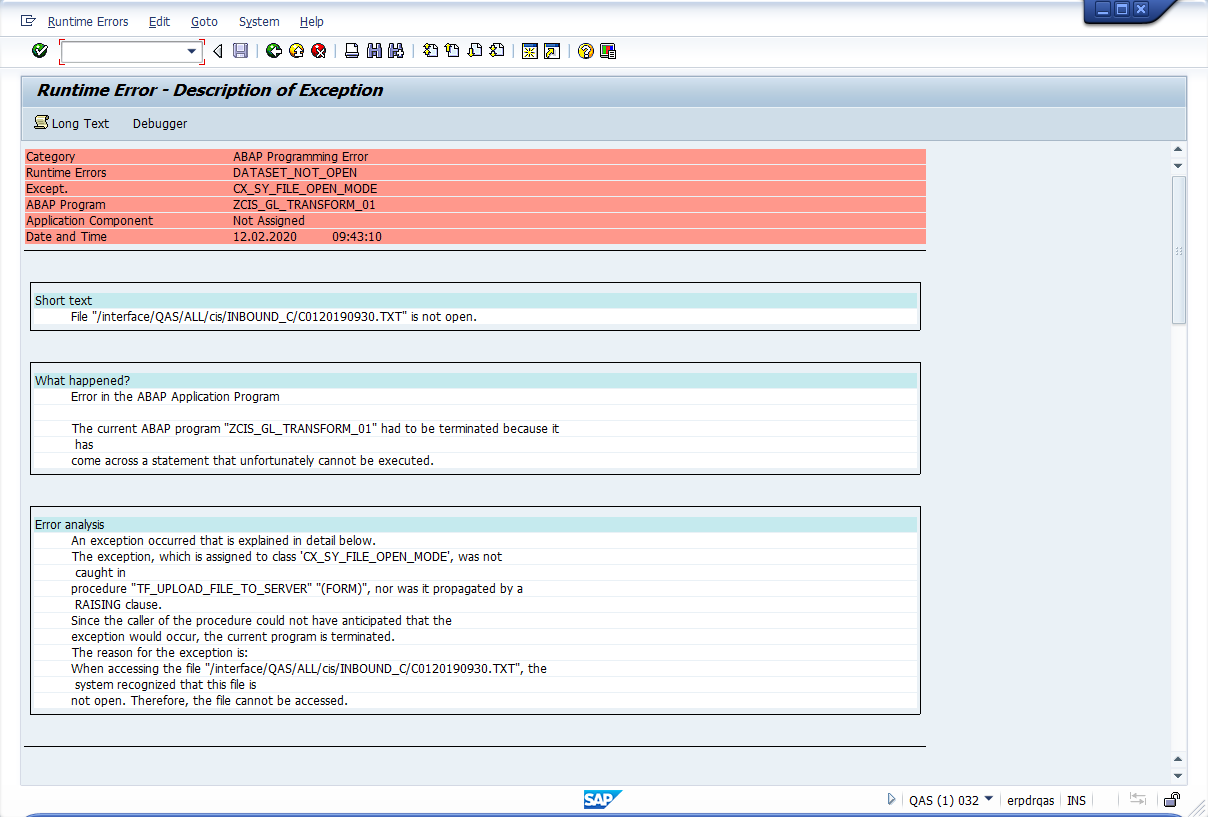 Runtime Errors Edit Goto System Help
Runtime Error - Description of Exception
Long Text Debugger
Category ABAP Programming Error
Runtime Errors DATASET_NOT_OPEN
Except. CX_SY_FILE_OPEN_MODE
ABAP Program ZCIS_GL_TRANSFORM_01
Application Component Not Assigned
Date and Time 12.02.2020 09:43:10
Short text
File "/interface/QAS/ALL/cis/INBOUND_C/C0120190930.TXT" is not open.
What happened?
Error in the ABAP Application Program
The current ABAP program "ZCIS_GL_TRANSFORM_01" had to be terminated because it
has
come across a statement that unfortunately cannot be executed.
Error analysis
An exception occurred that is explained in detail below.
The exception, which is assigned to class 'CX_SY_FILE_OPEN_MODE', was not
caught in
procedure "TF_UPLOAD_FILE_TO_SERVER" "(FORM)", nor was it propagated by a
RAISING clause.
Since the caller of the procedure could not have anticipated that the
exception would occur, the current program is terminated.
The reason for the exception is:
When accessing the file "/interface/QAS/ALL/cis/INBOUND_C/C0120190930.TXT", the
system recognized that this file is
not open. Therefore, the file cannot be accessed.
SAP
QAS (1) 032 erpdrqas INS